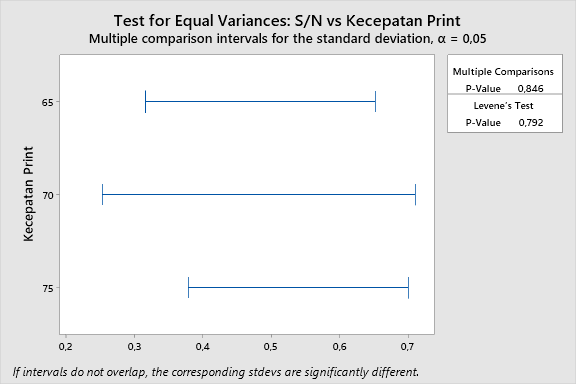 Test for Equal Variances: S/N vs Kecepatan Print
Multiple comparison intervals for the standard deviation, α = 0,05
Multiple Comparisons
P-Value 0,846
Levene's Test
P-Value 0,792
Kecepatan Print
65
70
75
0,2 0,3 0,4 0,5 0,6 0,7
If intervals do not overlap, the corresponding stdevs are significantly different.